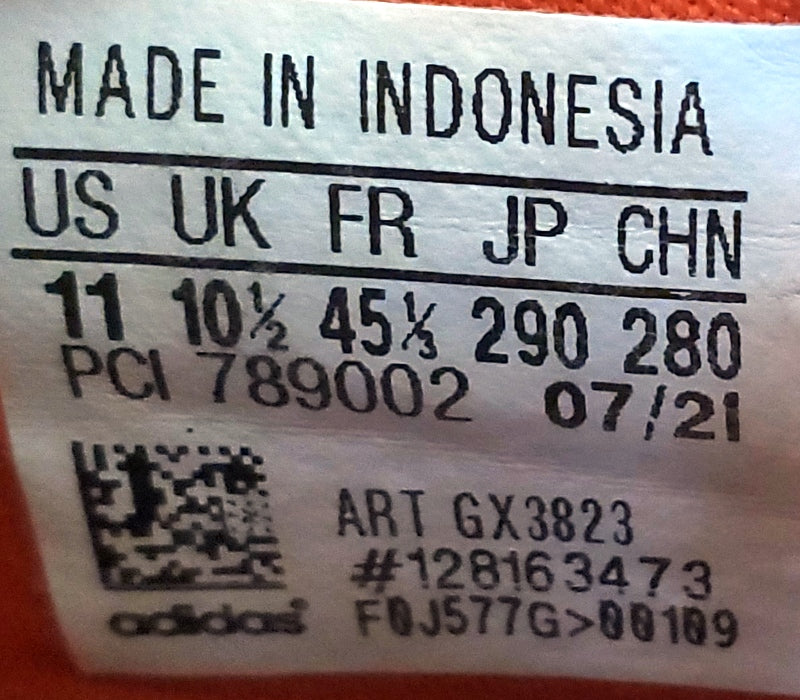 MADE IN INDONESIA
US UK FR JP CHN
11 10½ 45⅓ 290 280
PCI 789002 07/21
ART GX3823
#128163473
adidas F0J577G>00109